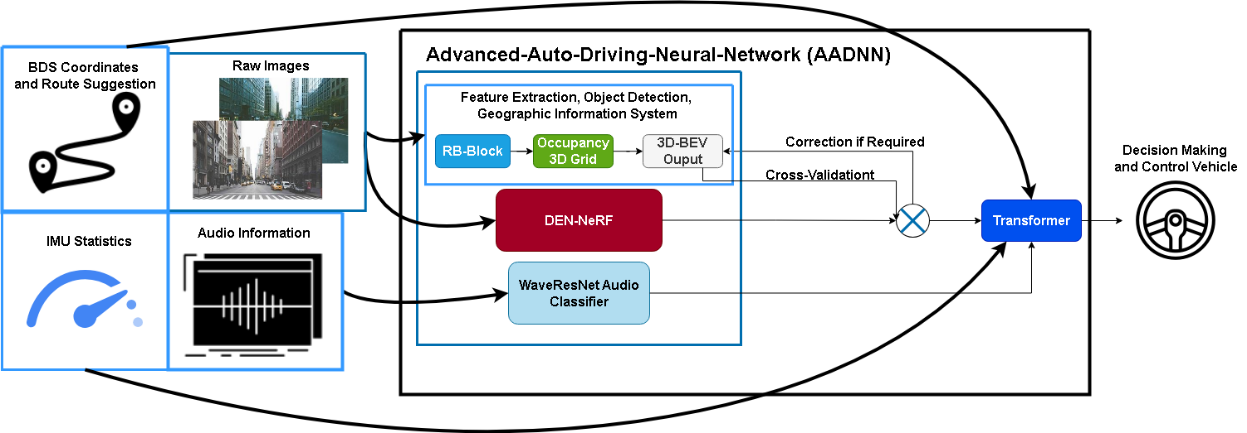 BDS Coordinates
and Route Suggestion
Raw Images
IMU Statistics
Audio Information
Advanced-Auto-Driving-Neural-Network (AADNN)
Feature Extraction, Object Detection,
Geographic Information System
RB-Block
Occupancy
3D Grid
3D-BEV
Ouput
DEN-NeRF
WaveResNet Audio
Classifier
Correction if Required
Cross-Validationt
Transformer
Decision Making
and Control Vehicle